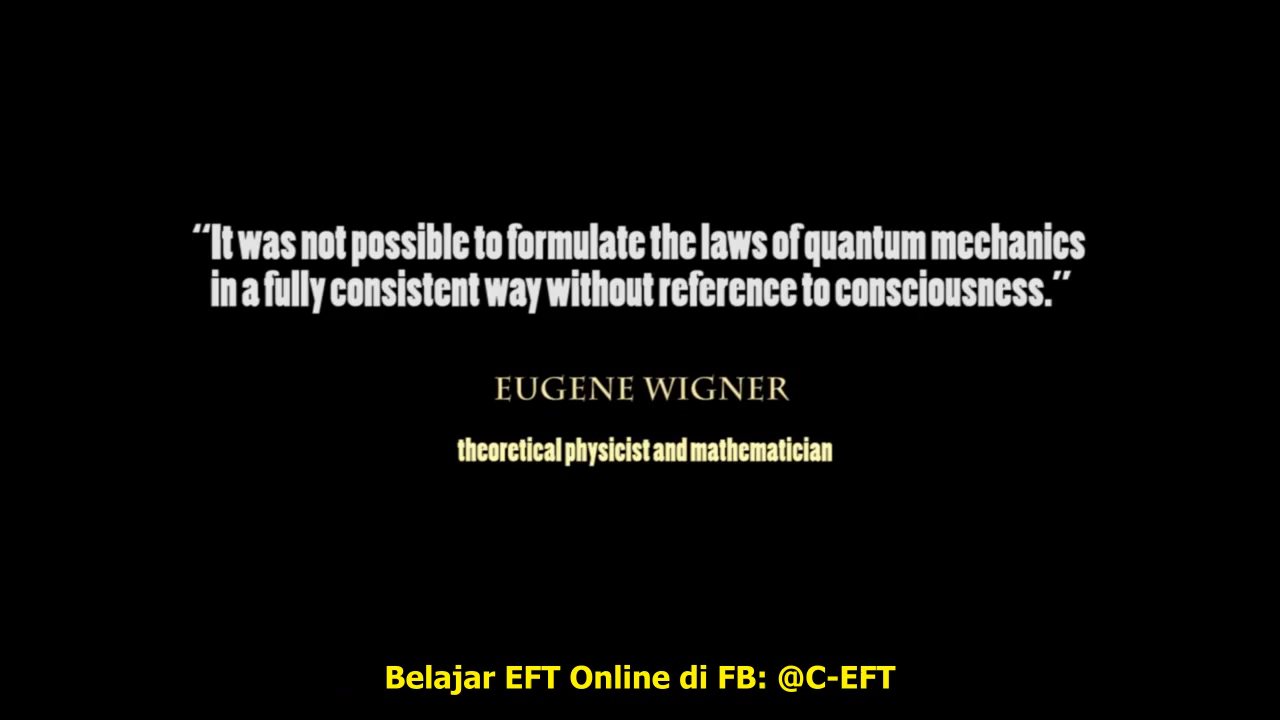 “It was not possible to formulate the laws of quantum mechanics
in a fully consistent way without reference to consciousness.”
EUGENE WIGNER
theoretical physicist and mathematician
Belajar EFT Online di FB: @C-EFT